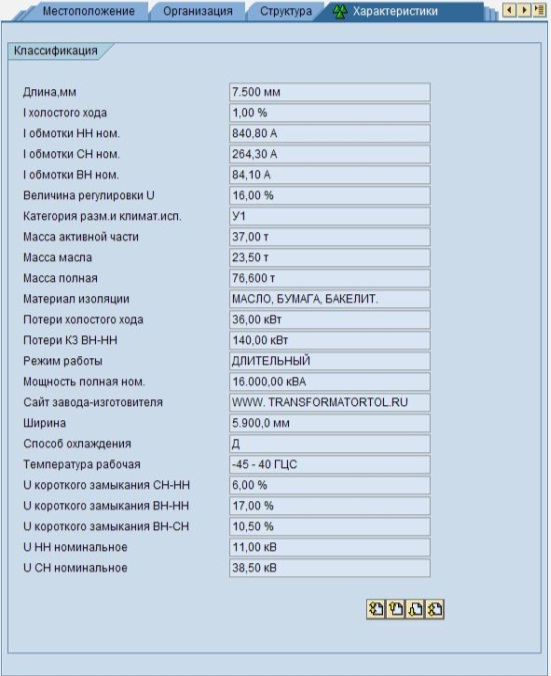 Местоположение Организация Структура Характеристики
Классификация
Длина,мм 7.500 мм
I холостого хода 1,00 %
I обмотки НН ном. 840,80 А
I обмотки СН ном. 264,30 А
I обмотки ВН ном. 84,10 А
Величина регулировки U 16,00 %
Категория разм.и климат.исп. У1
Масса активной части 37,00 т
Масса масла 23,50 т
Масса полная 76,600 т
Материал изоляции МАСЛО, БУМАГА, БАКЕЛИТ.
Потери холостого хода 36,00 кВт
Потери КЗ ВН-НН 140,00 кВт
Режим работы ДЛИТЕЛЬНЫЙ
Мощность полная ном. 16.000,00 кВА
Сайт завода-изготовителя WWW. TRANSFORMATORTOL.RU
Ширина 5.900,0 мм
Способ охлаждения Д
Температура рабочая -45 - 40 ГЦС
U короткого замыкания СН-НН 6,00 %
U короткого замыкания ВН-НН 17,00 %
U короткого замыкания ВН-СН 10,50 %
U НН номинальное 11,00 кВ
U СН номинальное 38,50 кВ